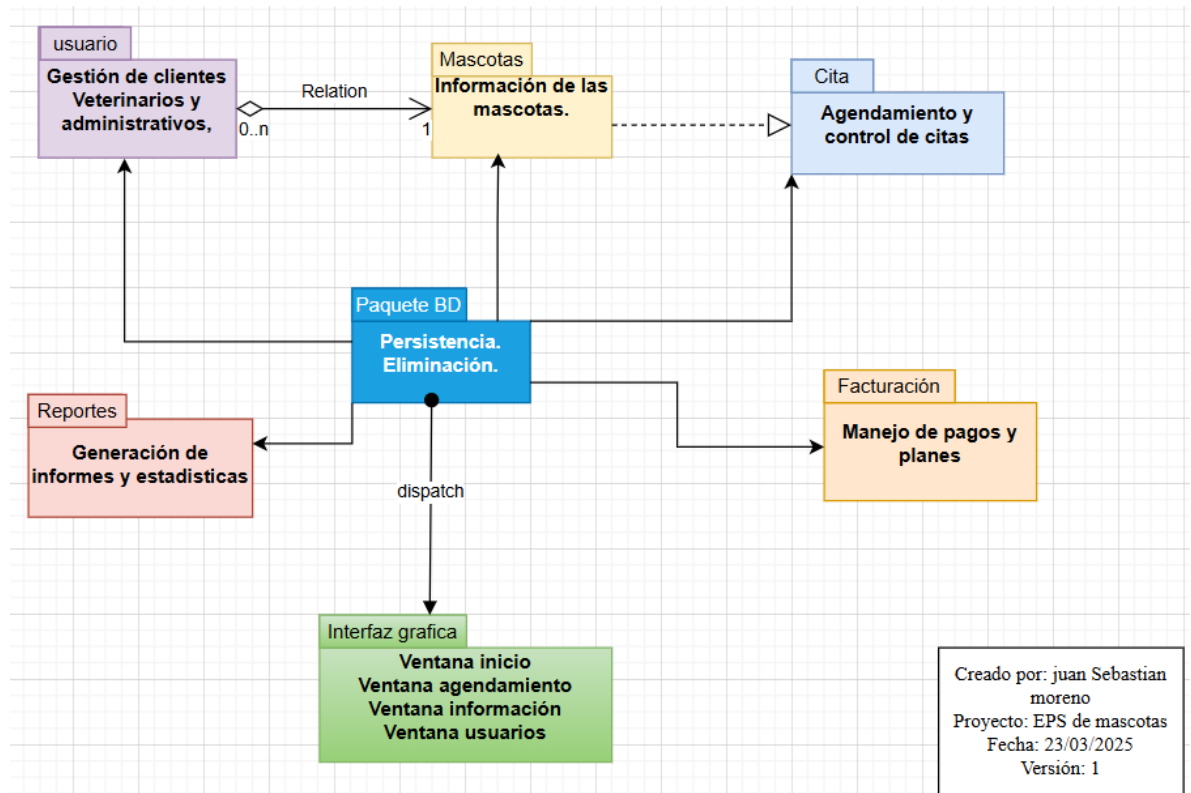 usuario
Gestión de clientes
Veterinarios y
administrativos,
Relation
0..n
1
Mascotas
Información de las
mascotas.
Cita
Agendamiento y
control de citas
Paquete BD
Persistencia.
Eliminación.
Reportes
Generación de
informes y estadisticas
dispatch
Facturación
Manejo de pagos y
planes
Interfaz grafica
Ventana inicio
Ventana agendamiento
Ventana información
Ventana usuarios
Creado por: juan Sebastian
moreno
Proyecto: EPS de mascotas
Fecha: 23/03/2025
Versión: 1